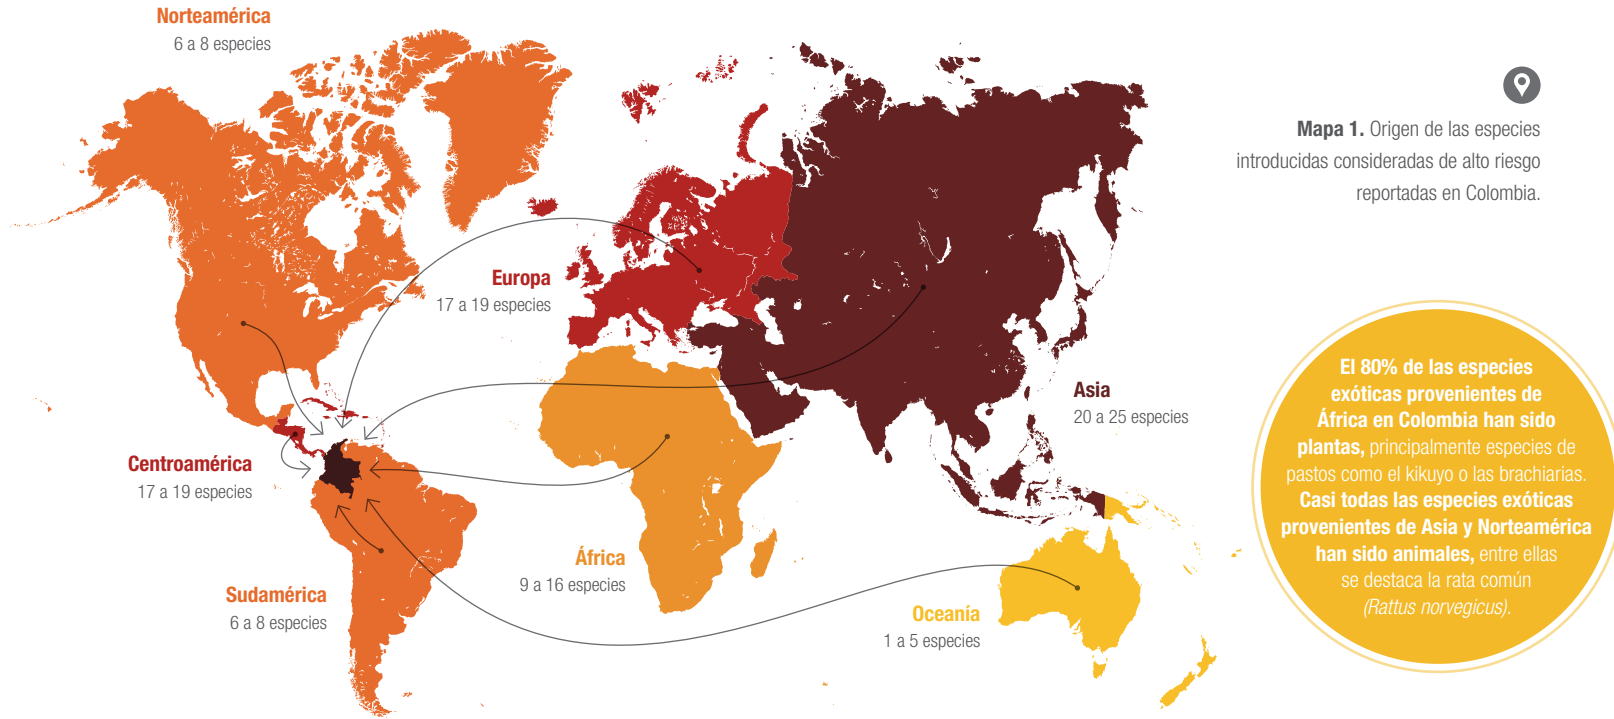 Norteamérica
6 a 8 especies
Mapa 1. Origen de las especies
introducidas consideradas de alto riesgo
reportadas en Colombia.
Europa
17 a 19 especies
Asia
20 a 25 especies
Centroamérica
17 a 19 especies
África
9 a 16 especies
Sudamérica
6 a 8 especies
Oceanía
1 a 5 especies
El 80% de las especies
exóticas provenientes de
África en Colombia han sido
plantas, principalmente especies de
pastos como el kikuyo o las brachiarias.
Casi todas las especies exóticas
provenientes de Asia y Norteamérica
han sido animales, entre ellas
se destaca la rata común
(Rattus norvegicus).